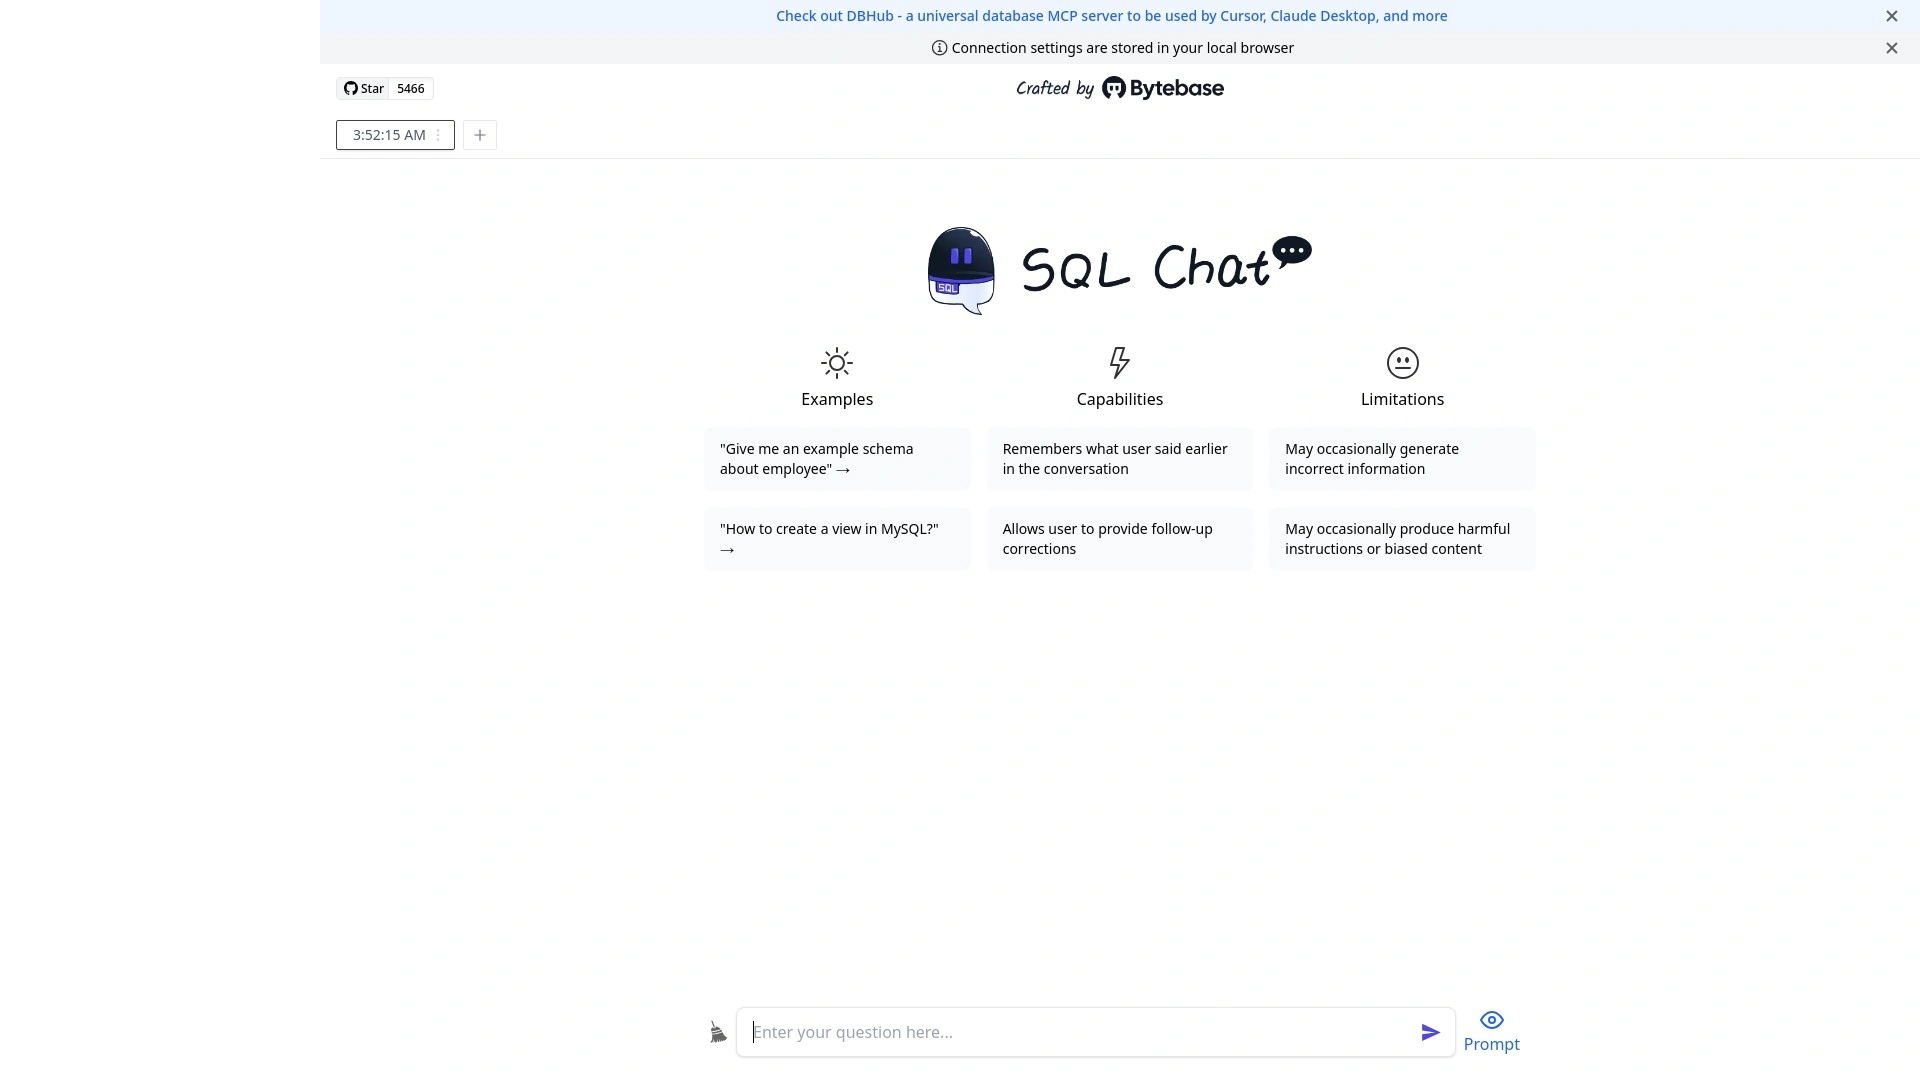 Check out DBHub - a universal database MCP server to be used by Cursor, Claude Desktop, and more
Connection settings are stored in your local browser
Star 5466
Crafted by Bytebase
3:52:15 AM
SQL
SQL Chat
Examples
Capabilities
Limitations
"Give me an example schema
about employee" →
Remembers what user said earlier
in the conversation
May occasionally generate
incorrect information
"How to create a view in MySQL?"
→
Allows user to provide follow-up
corrections
May occasionally produce harmful
instructions or biased content
Enter your question here...
Prompt